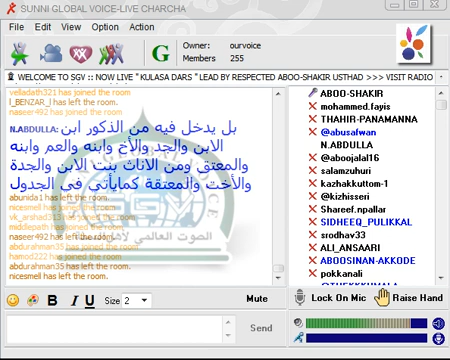 SUNNI GLOBAL VOICE-LIVE CHARCHA
File Edit View Option Action
G
Owner: ourvoice
Members 255
WELCOME TO SGV :: NOW LIVE " KULASA DARS " LEAD BY RESPECTED ABOO-SHAKIR USTHAD >>> VISIT RADIO
velladath321 has joined the room
I_BENZAR_I has left the room.
naseer492 has joined the room.
N.ABDULLA: بل يدخل فيه من الذكور ابن
الابن والجد والأخ وابنه والعم وابنه
والمعتق ومن الاناث بنت الابن والجدة
والأخت والمعتقة كمايأتي في الجدول
abunida1 has left the room.
nicesmell has joined the room.
vk_arshad313 has joined the room
middlepath has joined the room
naseer492 has left the room.
abdurahman35 has joined the room.
hamod222 has joined the room
abdurahman35 has left the room.
nicesmell has left the room.
SGV
الصوت العالمي لأهل
ABOO-SHAKIR
mohammed.fayis
THAHIR-PANAMANNA
@abusafwan
N.ABDULLA
@aboojalal16
salamzuhuri
kazhakkuttom-1
@kizhisseri
Shareef.npallar
SIDHEEQ_PULIKKAL
srodhav33
ALI_ANSAARI
ABOOSINAN-AKKODE
pokkanali
B I U Size 2 Mute
Lock On Mic Raise Hand
Send